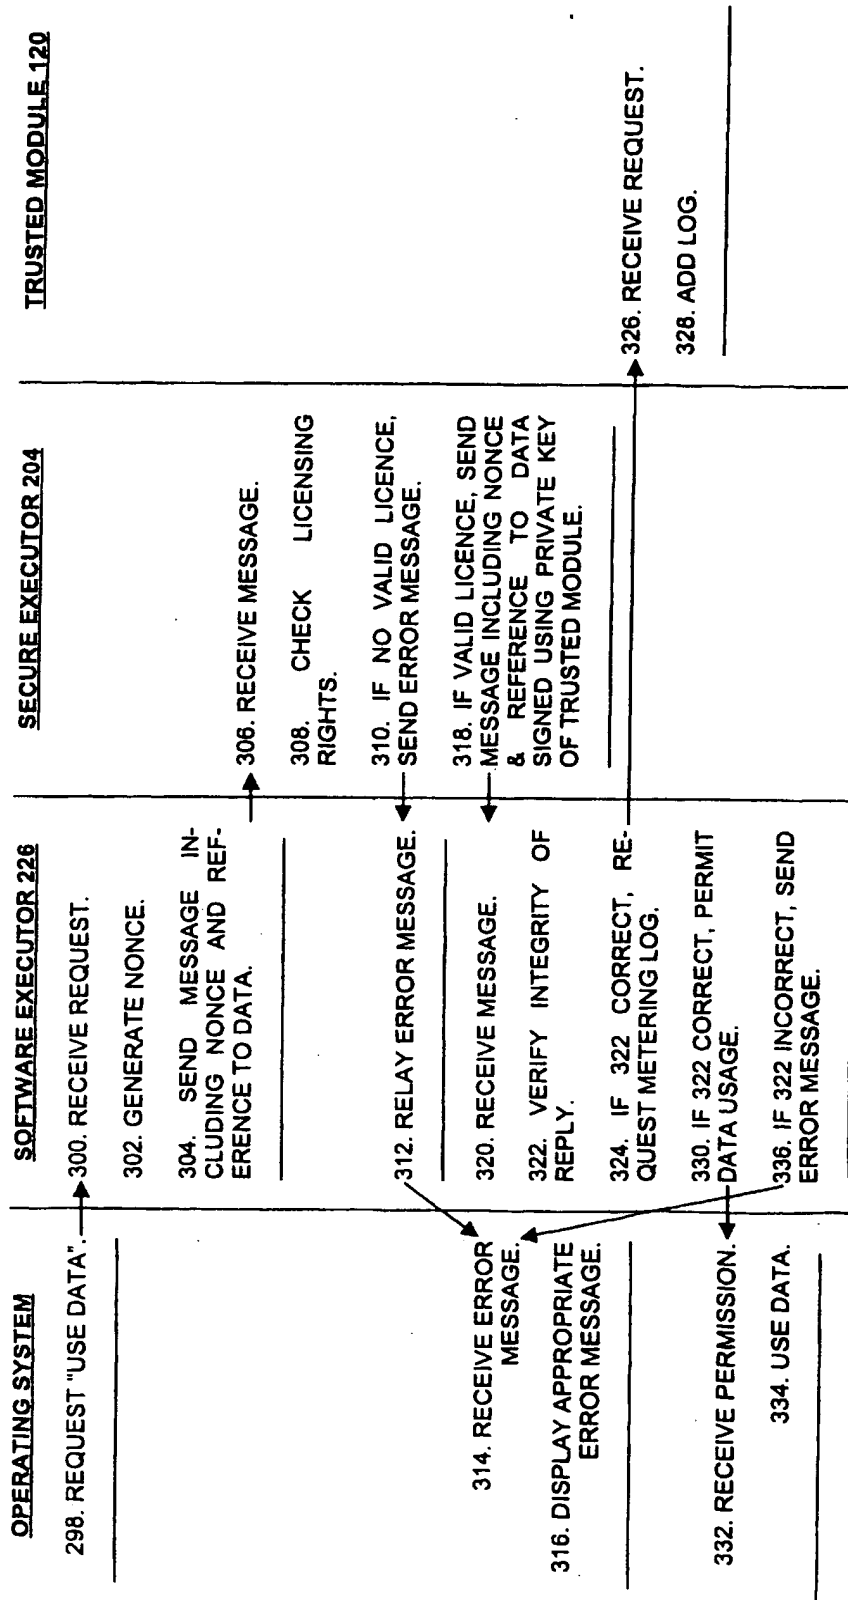 OPERATING SYSTEM
298. REQUEST "USE DATA".
314. RECEIVE ERROR
MESSAGE.
316. DISPLAY APPROPRIATE
ERROR MESSAGE.
332. RECEIVE PERMISSION.
334. USE DATA.
SOFTWARE EXECUTOR 226
300. RECEIVE REQUEST.
302. GENERATE NONCE.
304. SEND MESSAGE IN-
CLUDING NONCE AND REF-
ERENCE TO DATA.
312. RELAY ERROR MESSAGE.
320. RECEIVE MESSAGE.
322. VERIFY INTEGRITY OF
REPLY.
324. IF 322 CORRECT, RE-
QUEST METERING LOG.
330. IF 322 CORRECT, PERMIT
DATA USAGE.
336. IF 322 INCORRECT, SEND
ERROR MESSAGE.
SECURE EXECUTOR 204
306. RECEIVE MESSAGE.
308. CHECK LICENSING
RIGHTS.
310. IF NO VALID LICENCE,
SEND ERROR MESSAGE.
318. IF VALID LICENCE, SEND
MESSAGE INCLUDING NONCE
& REFERENCE TO DATA
SIGNED USING PRIVATE KEY
OF TRUSTED MODULE.
TRUSTED MODULE 120
326. RECEIVE REQUEST.
328. ADD LOG.